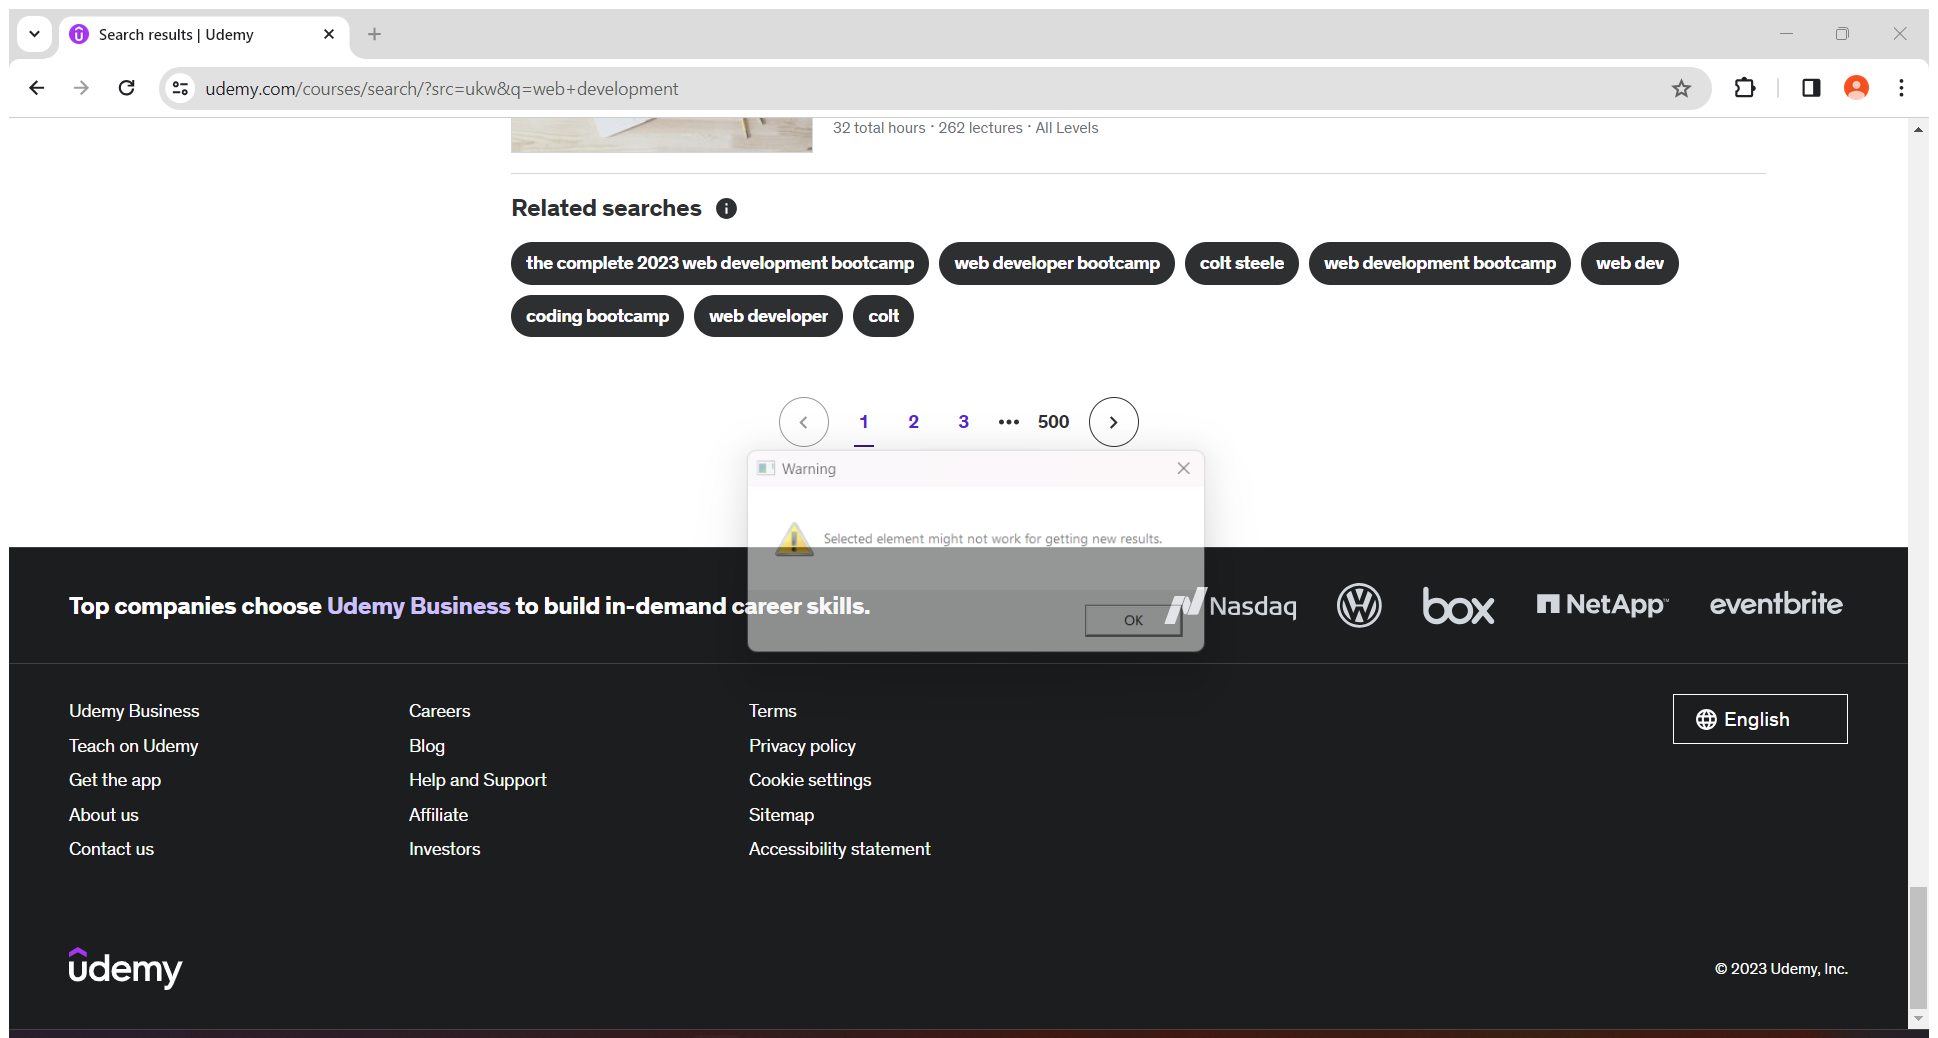 Search results | Udemy
udemy.com/courses/search/?src=ukw&q=web+development
32 total hours · 262 lectures · All Levels
Related searches
the complete 2023 web development bootcamp web developer bootcamp colt steele web development bootcamp web dev
coding bootcamp web developer colt
1 2 3 ••• 500
Warning
Selected element might not work for getting new results.
OK
Top companies choose Udemy Business to build in-demand career skills.
Nasdaq box NetApp™ eventbrite
Udemy Business Careers Terms
English
Teach on Udemy Blog Privacy policy
Get the app Help and Support Cookie settings
About us Affiliate Sitemap
Contact us Investors Accessibility statement
udemy
© 2023 Udemy, Inc.